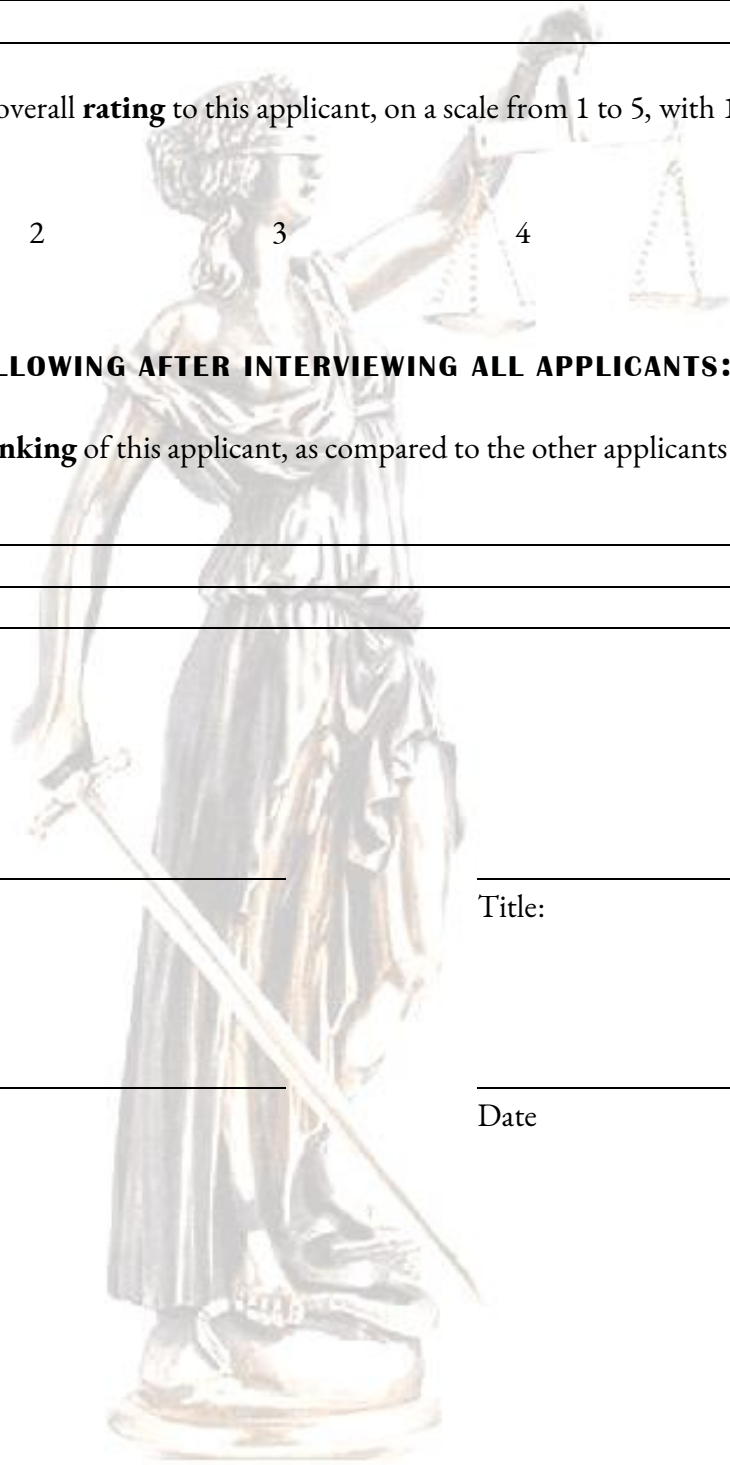 overall rating to this applicant, on a scale from 1 to 5, with 1
2 3 4
LLOWING AFTER INTERVIEWING ALL APPLICANTS:
nking of this applicant, as compared to the other applicants
Title:
Date